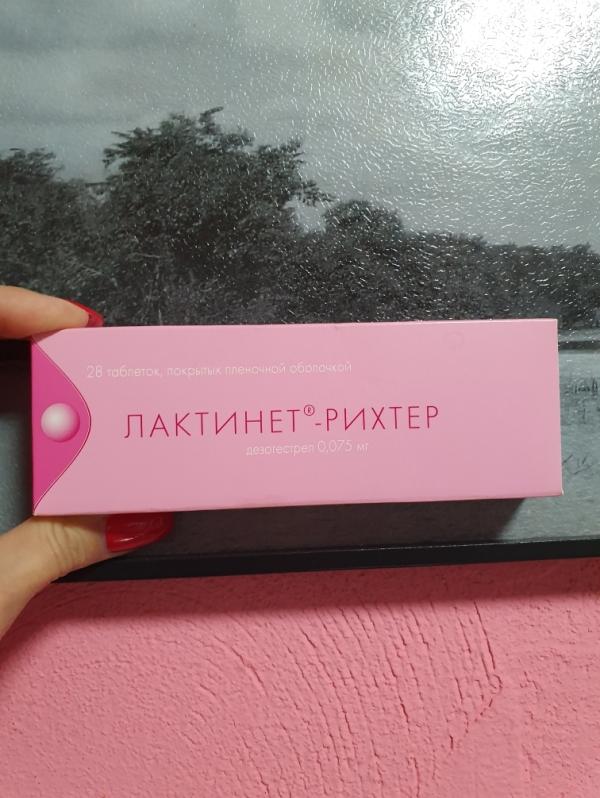 28 таблеток, покрытых пленочной оболочкой
ЛАКТИНЕТ®-РИХТЕР
дезогестрел 0,075 мг